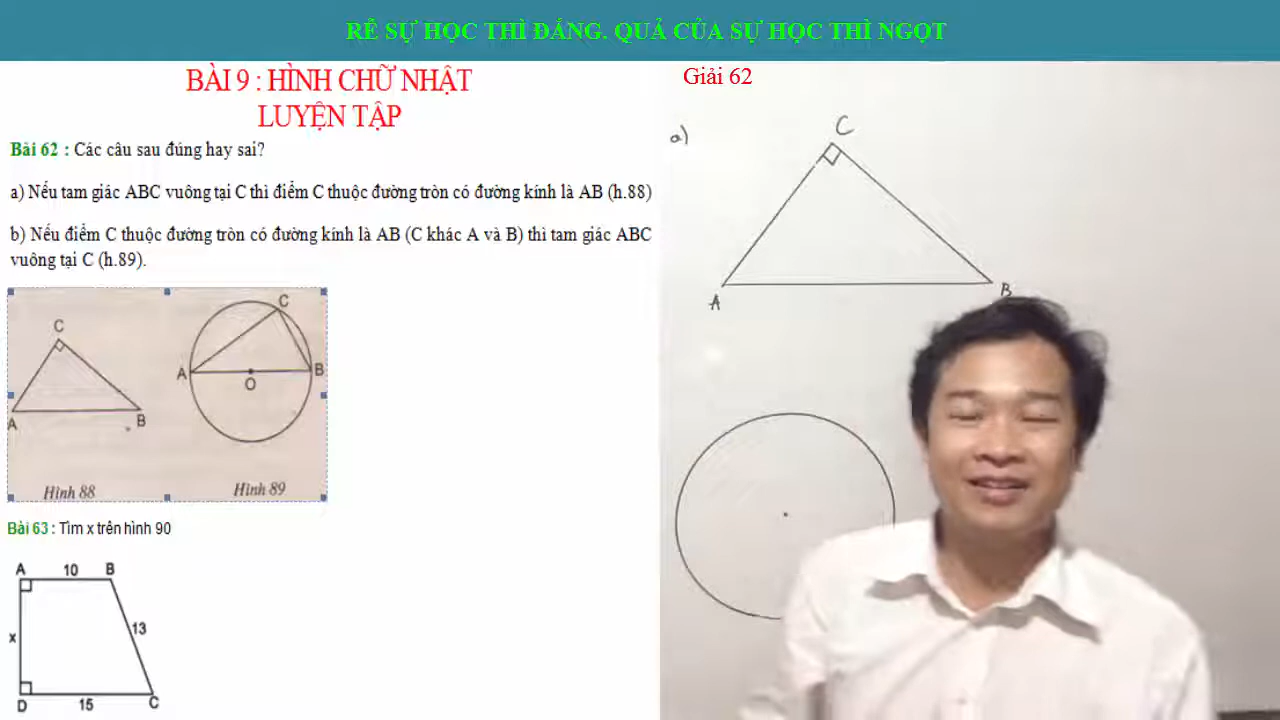 RỄ SỰ HỌC THÌ ĐẮNG. QUẢ CỦA SỰ HỌC THÌ NGỌT
BÀI 9 : HÌNH CHỮ NHẬT
LUYỆN TẬP
Bài 62 : Các câu sau đúng hay sai?
a) Nếu tam giác ABC vuông tại C thì điểm C thuộc đường tròn có đường kính là AB (h.88)
b) Nếu điểm C thuộc đường tròn có đường kính là AB (C khác A và B) thì tam giác ABC
vuông tại C (h.89).
C
A
B
Hình 88
C
A
B
O
Hình 89
Bài 63 : Tìm x trên hình 90
A 10 B
x
13
D 15 C
Giải 62
a)
C
A
B